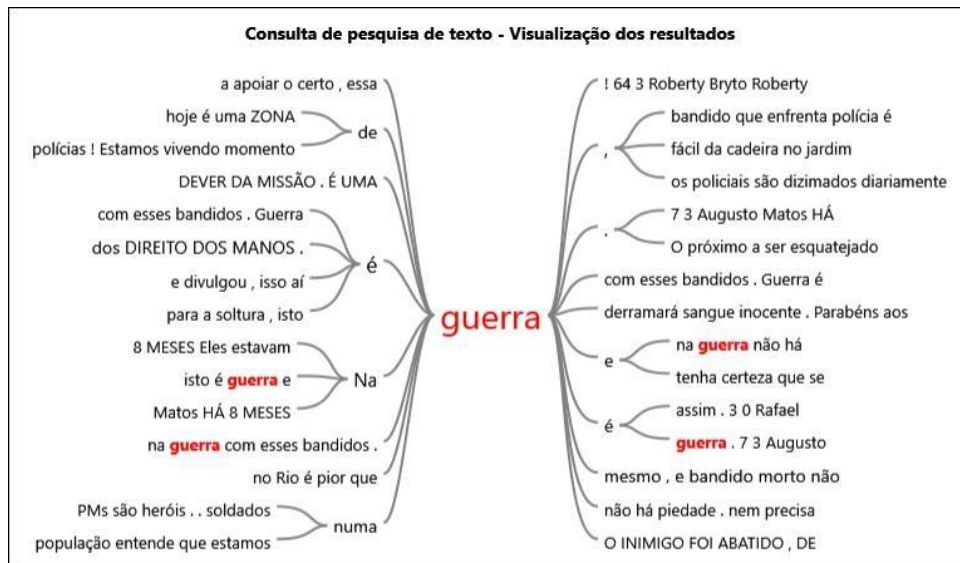 Consulta de pesquisa de texto - Visualização dos resultados
a apoiar o certo , essa
hoje é uma ZONA
polícias ! Estamos vivendo momento
de
DEVER DA MISSÃO . É UMA
com esses bandidos . Guerra
dos DIREITO DOS MANOS .
e divulgou , isso aí
para a soltura , isto
é
8 MESES Eles estavam
isto é guerra e
Matos HÁ 8 MESES
Na
na guerra com esses bandidos .
no Rio é pior que
PMs são heróis . . soldados
população entende que estamos
numa
guerra
! 64 3 Roberty Bryto Roberty
,
bandido que enfrenta polícia é
fácil da cadeira no jardim
os policiais são dizimados diariamente
.
7 3 Augusto Matos HÁ
O próximo a ser esquatejado
com esses bandidos . Guerra é
derramará sangue inocente . Parabéns aos
e
na guerra não há
tenha certeza que se
é
assim . 3 0 Rafael
guerra . 7 3 Augusto
mesmo , e bandido morto não
não há piedade . nem precisa
O INIMIGO FOI ABATIDO , DE